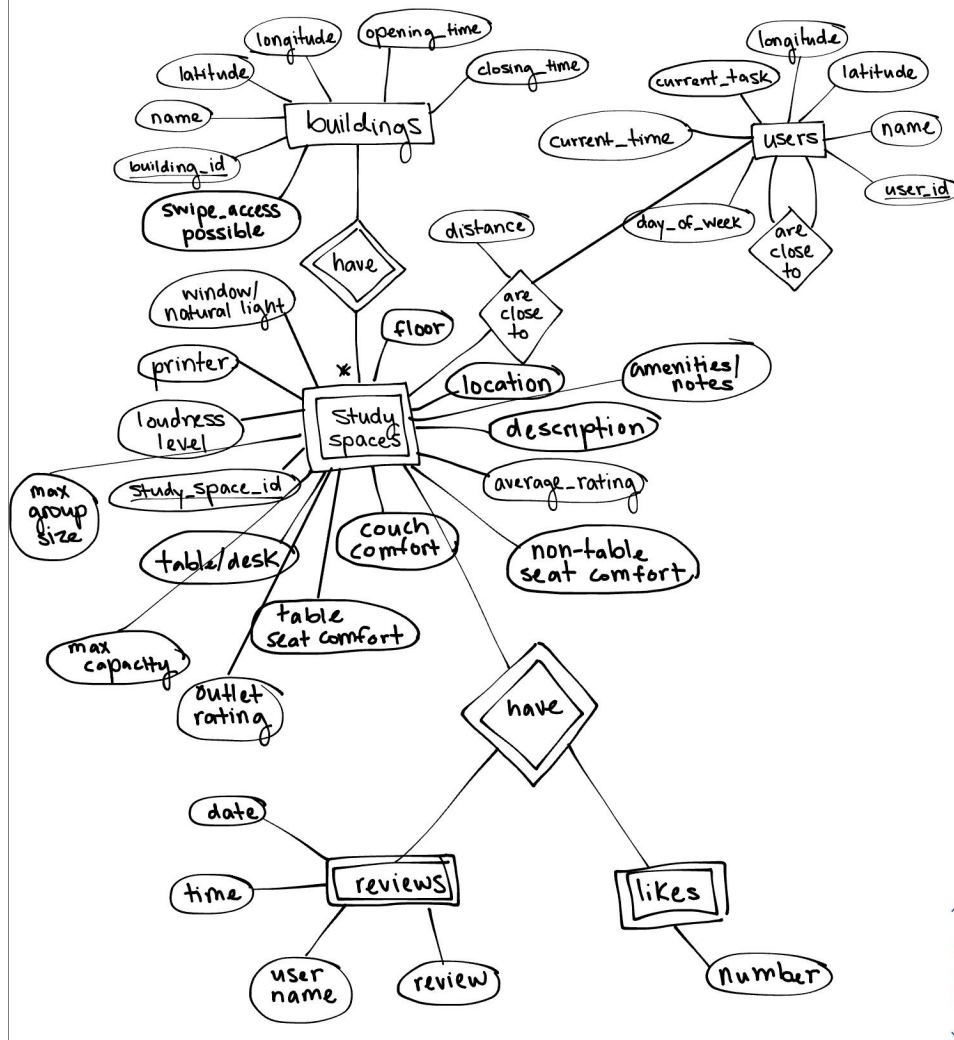 longitude
opening_time
latitude
closing_time
name
buildings
building_id
swipe_access
possible
longitude
current_task
latitude
current_time
users
name
user_id
day_of_week
are
close
to
distance
have
are
close
to
window/
natural light
floor
printer
*
location
amenities/
notes
loudness
level
study
spaces
description
max
group
size
study_space_id
average_rating
couch
comfort
table/desk
non-table
seat comfort
table
seat comfort
max
capacity
outlet
rating
have
date
time
reviews
likes
user
name
review
number